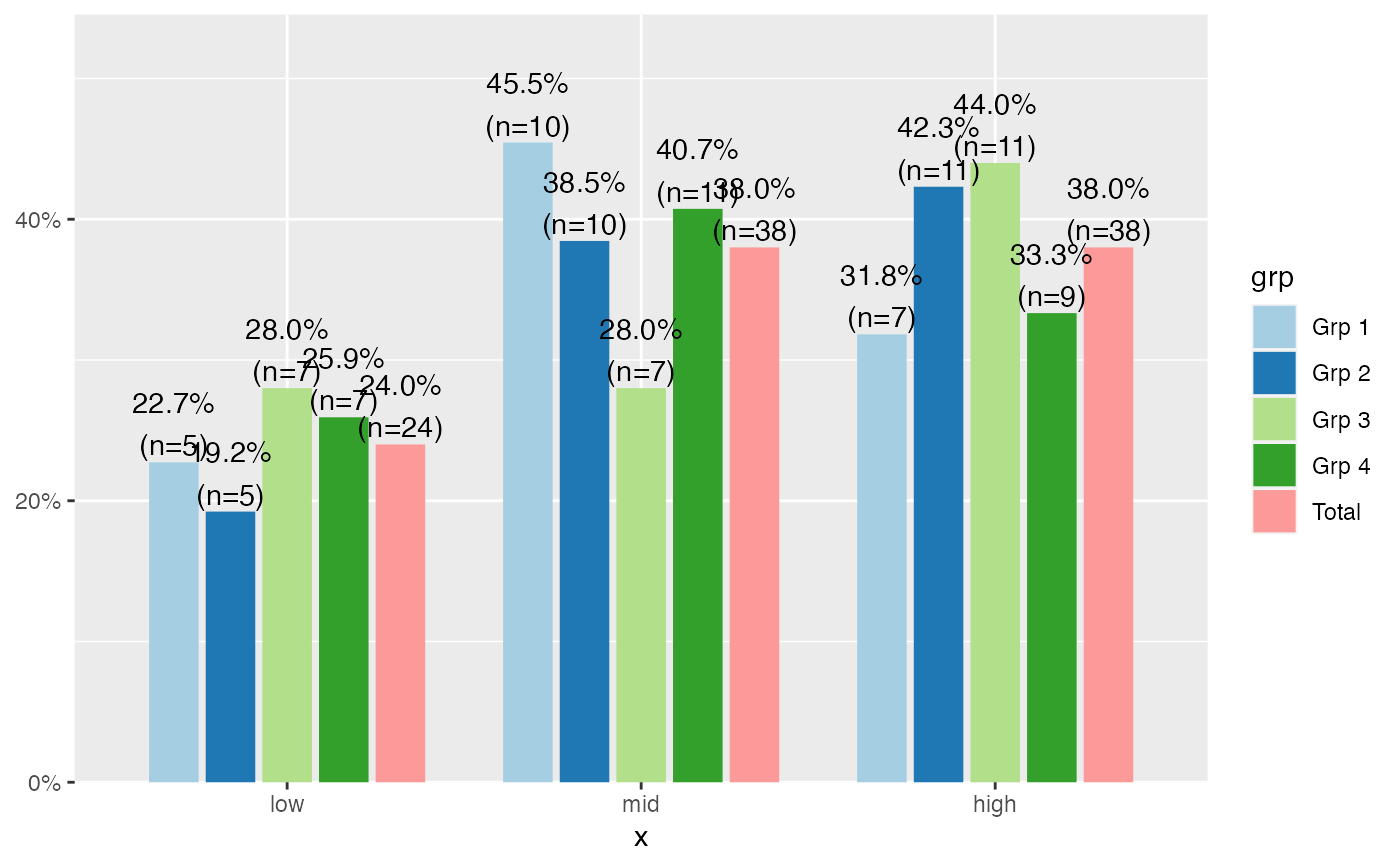 45.5%
(n=10)
38.5%
(n=10)
28.0%
(n=7)
40.7%
(n=11)
38.0%
(n=38)
31.8%
(n=7)
42.3%
(n=11)
44.0%
(n=11)
33.3%
(n=9)
38.0%
(n=38)
22.7%
(n=5)
19.2%
(n=5)
28.0%
(n=7)
25.9%
(n=7)
24.0%
(n=24)
40%
20%
0%
low
mid
high
x
grp
Grp 1
Grp 2
Grp 3
Grp 4
Total